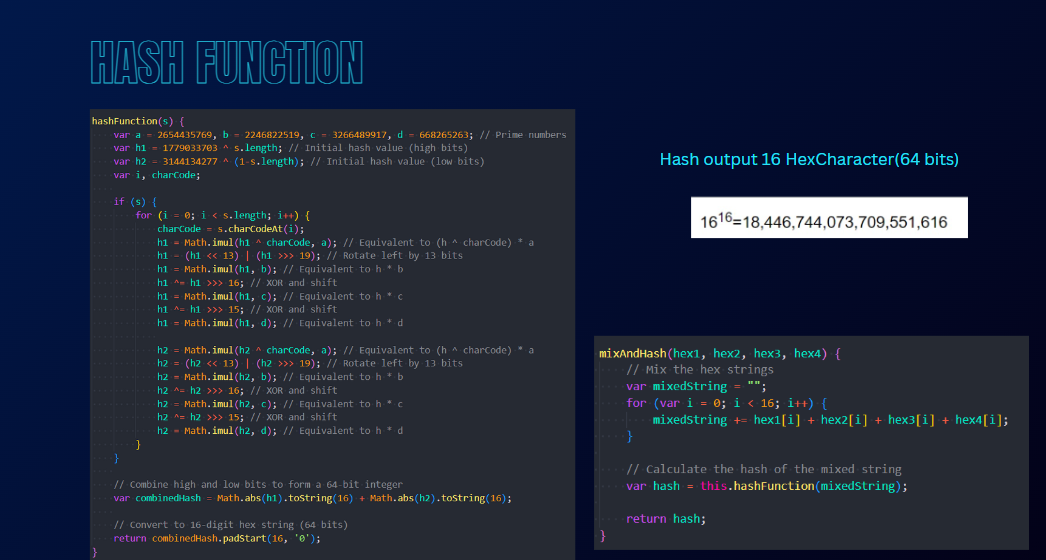 HASH FUNCTION
hashFunction(s) {
var a = 2654435769, b = 2246822519, c = 3266489917, d = 668265263; // Prime numbers
var h1 = 1779033703 ^ s.length; // Initial hash value (high bits)
var h2 = 3144134277 ^ (1-s.length); // Initial hash value (low bits)
var i, charCode;
if (s) {
for (i = 0; i < s.length; i++) {
charCode = s.charCodeAt(i);
h1 = Math.imul(h1 ^ charCode, a); // Equivalent to (h ^ charCode) * a
h1 = (h1 << 13) | (h1 >>> 19); // Rotate left by 13 bits
h1 = Math.imul(h1, b); // Equivalent to h * b
h1 ^= h1 >>> 16; // XOR and shift
h1 = Math.imul(h1, c); // Equivalent to h * c
h1 ^= h1 >>> 15; // XOR and shift
h1 = Math.imul(h1, d); // Equivalent to h * d
h2 = Math.imul(h2 ^ charCode, a); // Equivalent to (h ^ charCode) * a
h2 = (h2 << 13) | (h2 >>> 19); // Rotate left by 13 bits
h2 = Math.imul(h2, b); // Equivalent to h * b
h2 ^= h2 >>> 16; // XOR and shift
h2 = Math.imul(h2, c); // Equivalent to h * c
h2 ^= h2 >>> 15; // XOR and shift
h2 = Math.imul(h2, d); // Equivalent to h * d
}
}
// Combine high and low bits to form a 64-bit integer
var combinedHash = Math.abs(h1).toString(16) + Math.abs(h2).toString(16);
// Convert to 16-digit hex string (64 bits)
return combinedHash.padStart(16, '0');
}
Hash output 16 HexCharacter(64 bits)
16¹⁶=18,446,744,073,709,551,616
mixAndHash(hex1, hex2, hex3, hex4) {
// Mix the hex strings
var mixedString = "";
for (var i = 0; i < 16; i++) {
mixedString += hex1[i] + hex2[i] + hex3[i] + hex4[i];
}
// Calculate the hash of the mixed string
var hash = this.hashFunction(mixedString);
return hash;
}